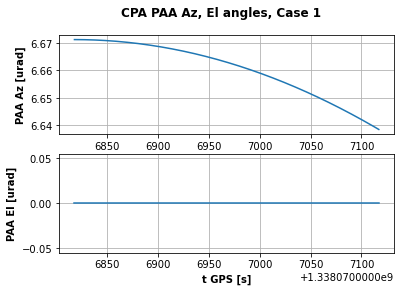 CPA PAA Az, El angles, Case 1
PAA Az [urad]
6.67
6.66
6.65
6.64
6850 6900 6950 7000 7050 7100
PAA El [urad]
0.05
0.00
−0.05
6850 6900 6950 7000 7050 7100
t GPS [s]
+1.3380700000e9